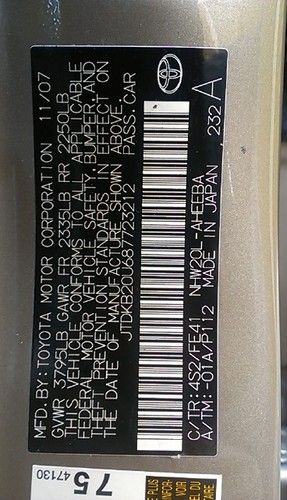 MFD. BY: TOYOTA MOTOR CORPORATION 11/07
GVWR 3795LB GAWR FR 2335LB RR 2250LB
THIS VEHICLE CONFORMS TO ALL APPLICABLE
FEDERAL MOTOR VEHICLE SAFETY, BUMPER, AND
THEFT PREVENTION STANDARDS IN EFFECT ON
THE DATE OF MANUFACTURE SHOWN ABOVE.
JTDKB20U687723212 PASS. CAR
C/TR: 4S2/FE41 NHW20L-AHEEBA
A/TM: -01A/P112 MADE IN JAPAN 232 A
75
47130